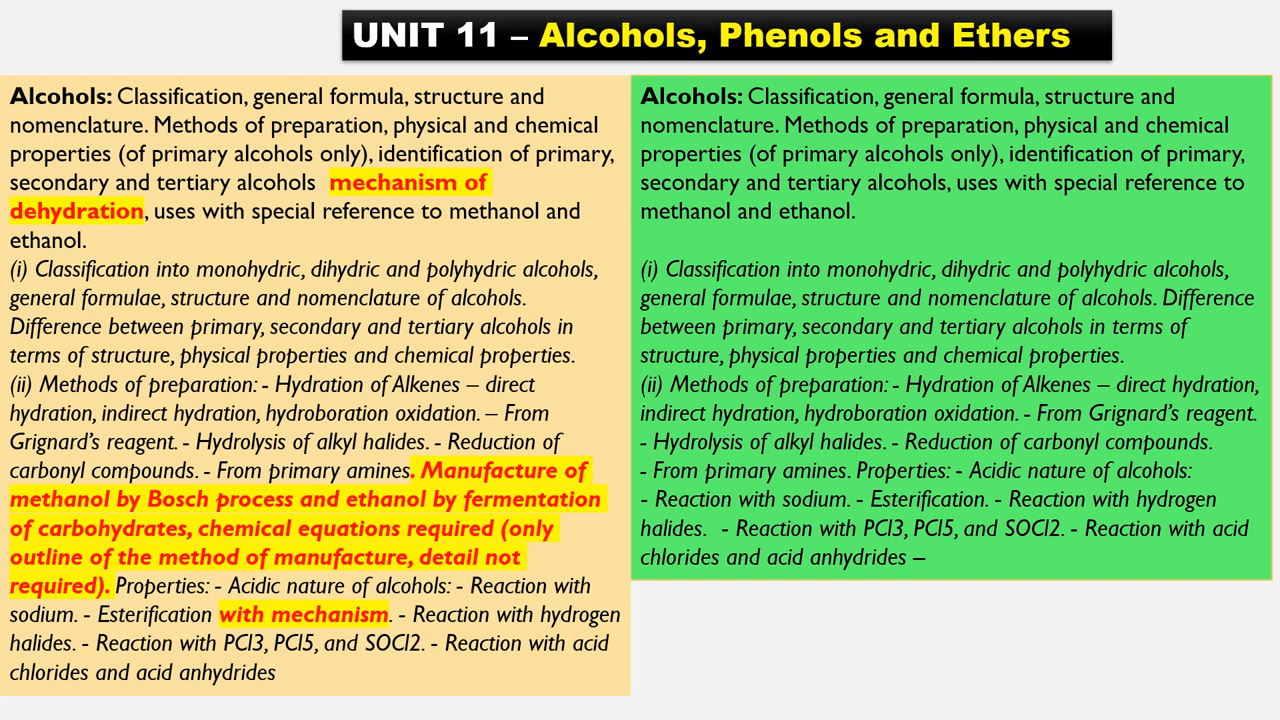 UNIT 11 – Alcohols, Phenols and Ethers
Alcohols: Classification, general formula, structure and
nomenclature. Methods of preparation, physical and chemical
properties (of primary alcohols only), identification of primary,
secondary and tertiary alcohols mechanism of
dehydration, uses with special reference to methanol and
ethanol.
(i) Classification into monohydric, dihydric and polyhydric alcohols,
general formulae, structure and nomenclature of alcohols.
Difference between primary, secondary and tertiary alcohols in
terms of structure, physical properties and chemical properties.
(ii) Methods of preparation: - Hydration of Alkenes – direct
hydration, indirect hydration, hydroboration oxidation. – From
Grignard's reagent. - Hydrolysis of alkyl halides. - Reduction of
carbonyl compounds. - From primary amines. Manufacture of
methanol by Bosch process and ethanol by fermentation
of carbohydrates, chemical equations required (only
outline of the method of manufacture, detail not
required). Properties: - Acidic nature of alcohols: - Reaction with
sodium. - Esterification with mechanism. - Reaction with hydrogen
halides. - Reaction with PCl3, PCl5, and SOCl2. - Reaction with acid
chlorides and acid anhydrides
Alcohols: Classification, general formula, structure and
nomenclature. Methods of preparation, physical and chemical
properties (of primary alcohols only), identification of primary,
secondary and tertiary alcohols, uses with special reference to
methanol and ethanol.
(i) Classification into monohydric, dihydric and polyhydric alcohols,
general formulae, structure and nomenclature of alcohols. Difference
between primary, secondary and tertiary alcohols in terms of
structure, physical properties and chemical properties.
(ii) Methods of preparation: - Hydration of Alkenes – direct hydration,
indirect hydration, hydroboration oxidation. - From Grignard's reagent.
- Hydrolysis of alkyl halides. - Reduction of carbonyl compounds.
- From primary amines. Properties: - Acidic nature of alcohols:
- Reaction with sodium. - Esterification. - Reaction with hydrogen
halides. - Reaction with PCl3, PCl5, and SOCl2. - Reaction with acid
chlorides and acid anhydrides –